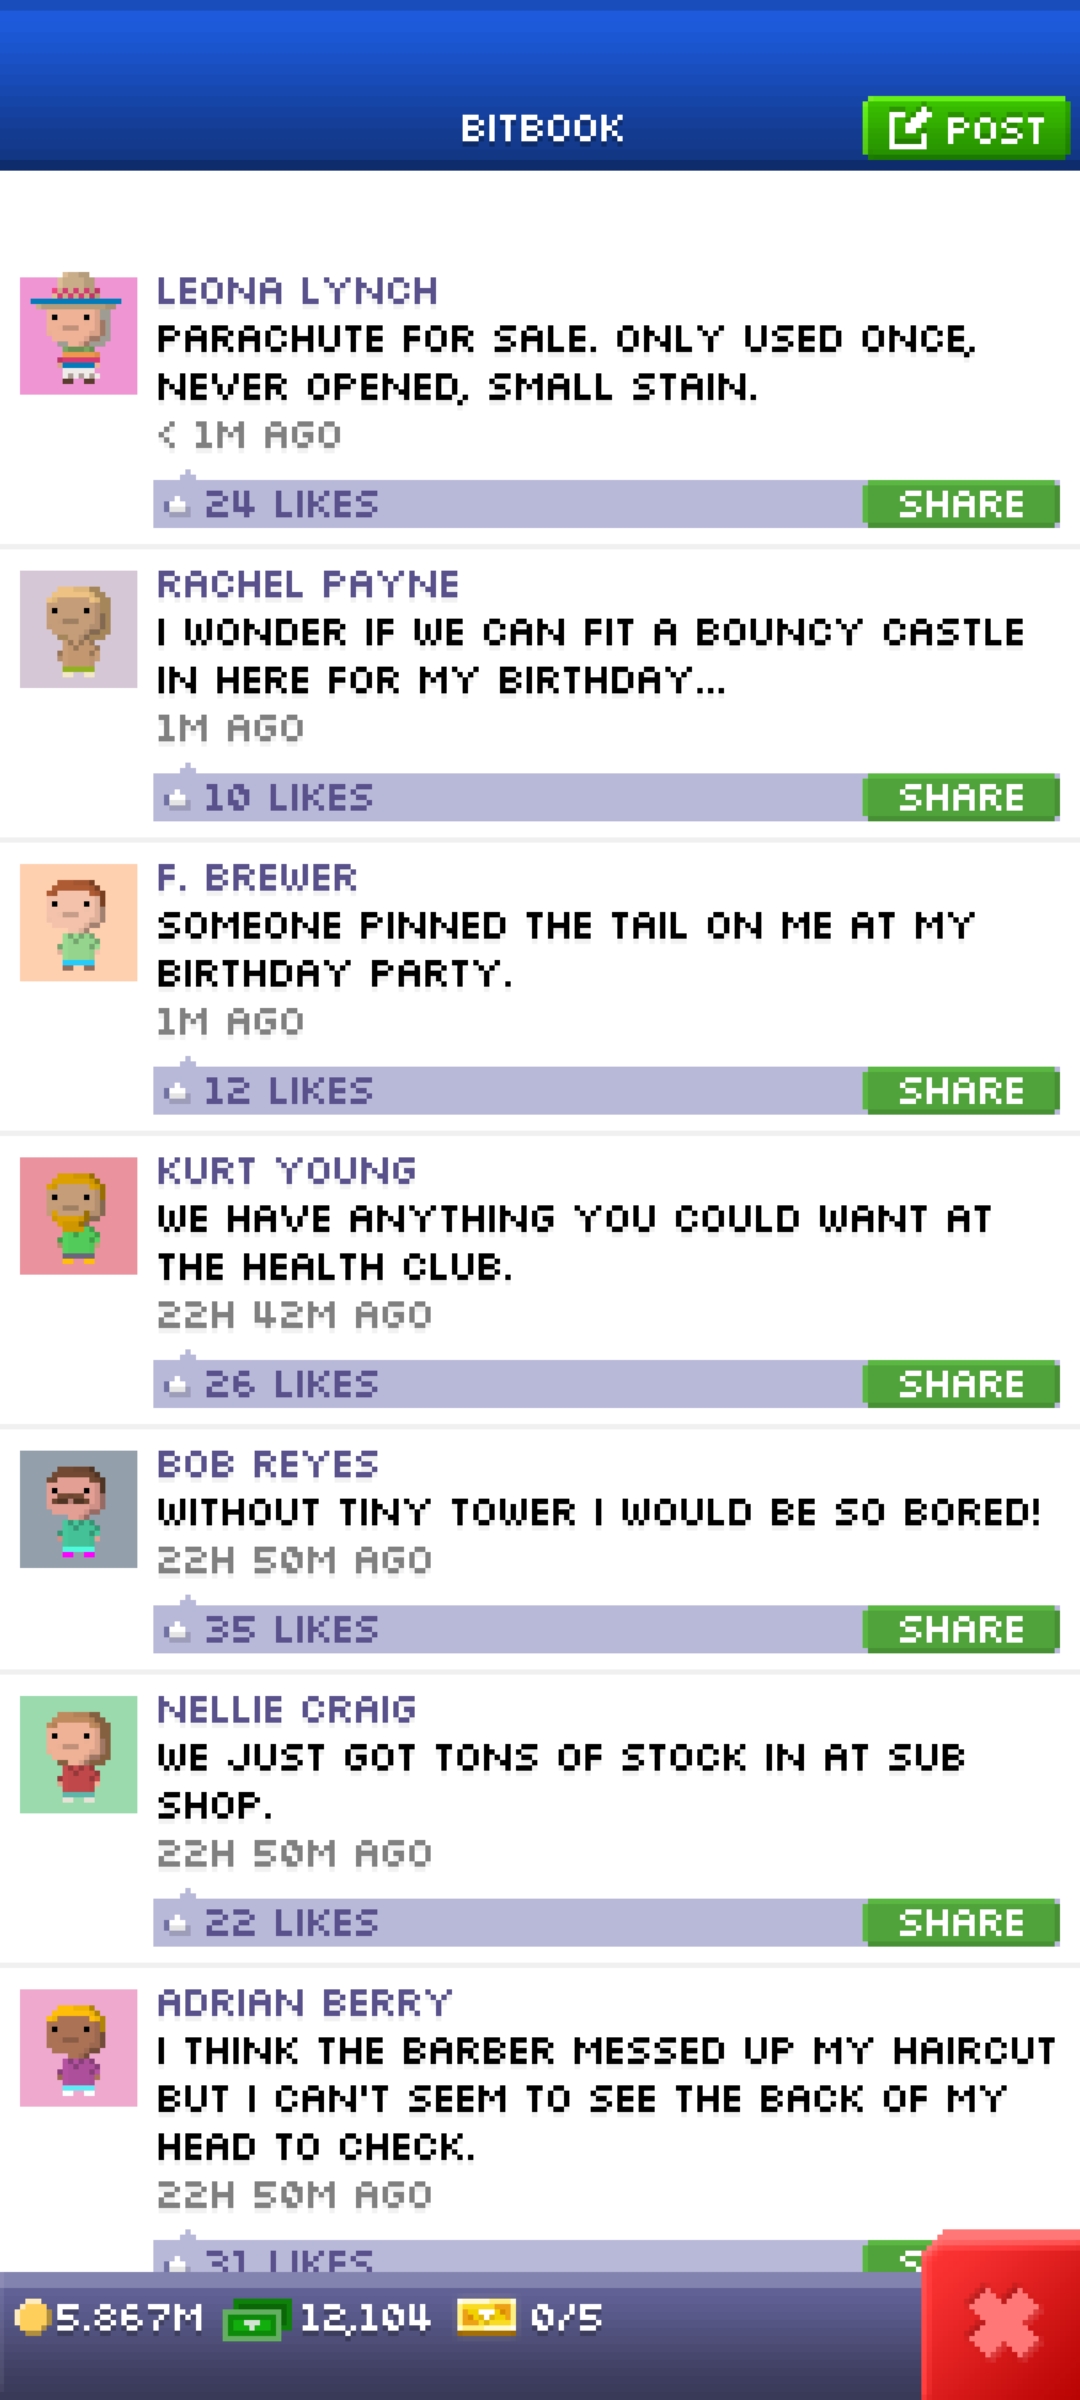 BITBOOK
POST
LEONA LYNCH
PARACHUTE FOR SALE. ONLY USED ONCE,
NEVER OPENED, SMALL STAIN.
< 1M AGO
24 LIKES
SHARE
RACHEL PAYNE
I WONDER IF WE CAN FIT A BOUNCY CASTLE
IN HERE FOR MY BIRTHDAY...
1M AGO
10 LIKES
SHARE
F. BREWER
SOMEONE PINNED THE TAIL ON ME AT MY
BIRTHDAY PARTY.
1M AGO
12 LIKES
SHARE
KURT YOUNG
WE HAVE ANYTHING YOU COULD WANT AT
THE HEALTH CLUB.
22H 42M AGO
26 LIKES
SHARE
BOB REYES
WITHOUT TINY TOWER I WOULD BE SO BORED!
22H 50M AGO
35 LIKES
SHARE
NELLIE CRAIG
WE JUST GOT TONS OF STOCK IN AT SUB
SHOP.
22H 50M AGO
22 LIKES
SHARE
ADRIAN BERRY
I THINK THE BARBER MESSED UP MY HAIRCUT
BUT I CAN'T SEEM TO SEE THE BACK OF MY
HEAD TO CHECK.
22H 50M AGO
31 LIKES
5.867M
12,104
0/5